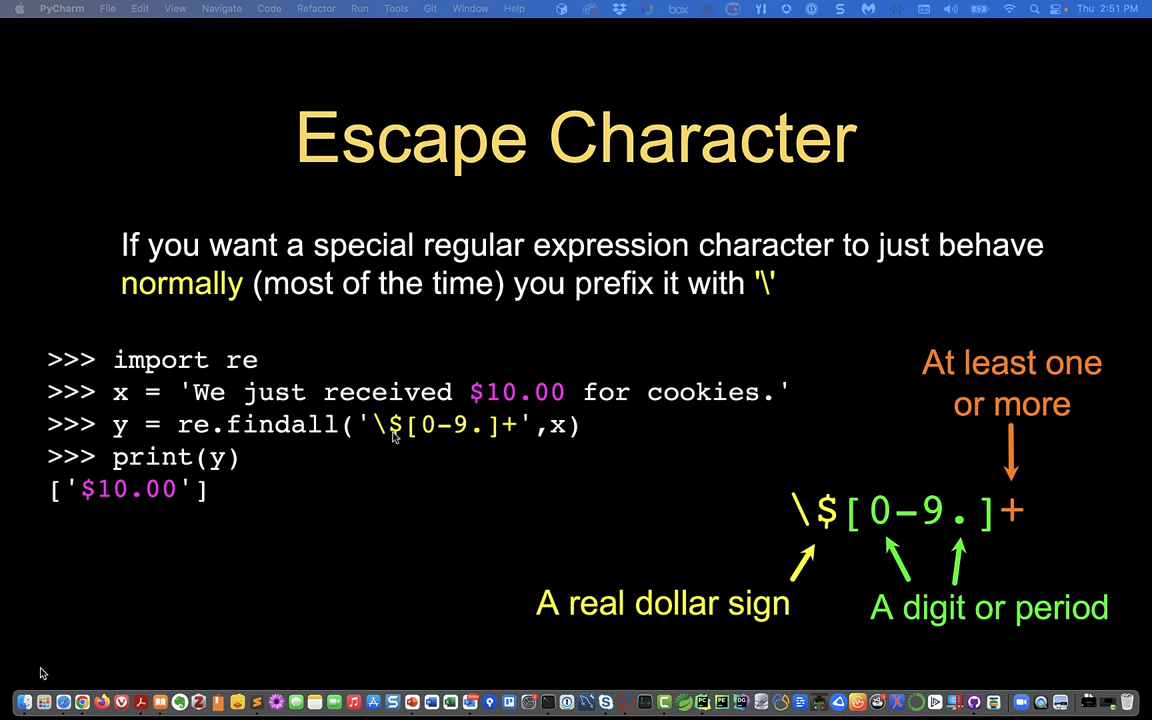 PyCharm File Edit View Navigate Code Refactor Run Tools Git Window Help box Thu 2:51 PM
Escape Character
If you want a special regular expression character to just behave
normally (most of the time) you prefix it with '\'
>>> import re
>>> x = 'We just received $10.00 for cookies.'
>>> y = re.findall('\$[0-9.]+',x)
>>> print(y)
['$10.00']
At least one
or more
\$[0-9.]+
A real dollar sign
A digit or period